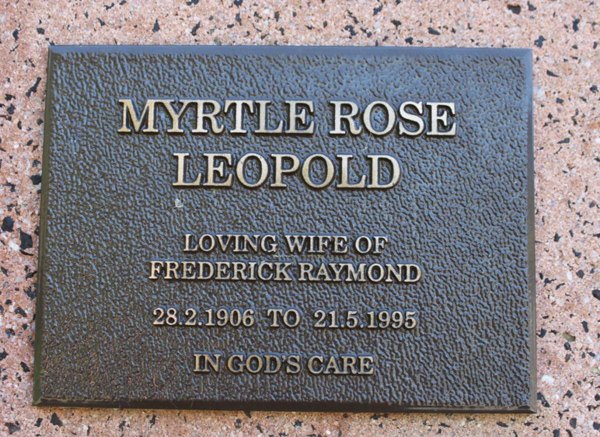 MYRTLE ROSE
LEOPOLD
LOVING WIFE OF
FREDERICK RAYMOND
28.2.1906 TO 21.5.1995
IN GOD'S CARE